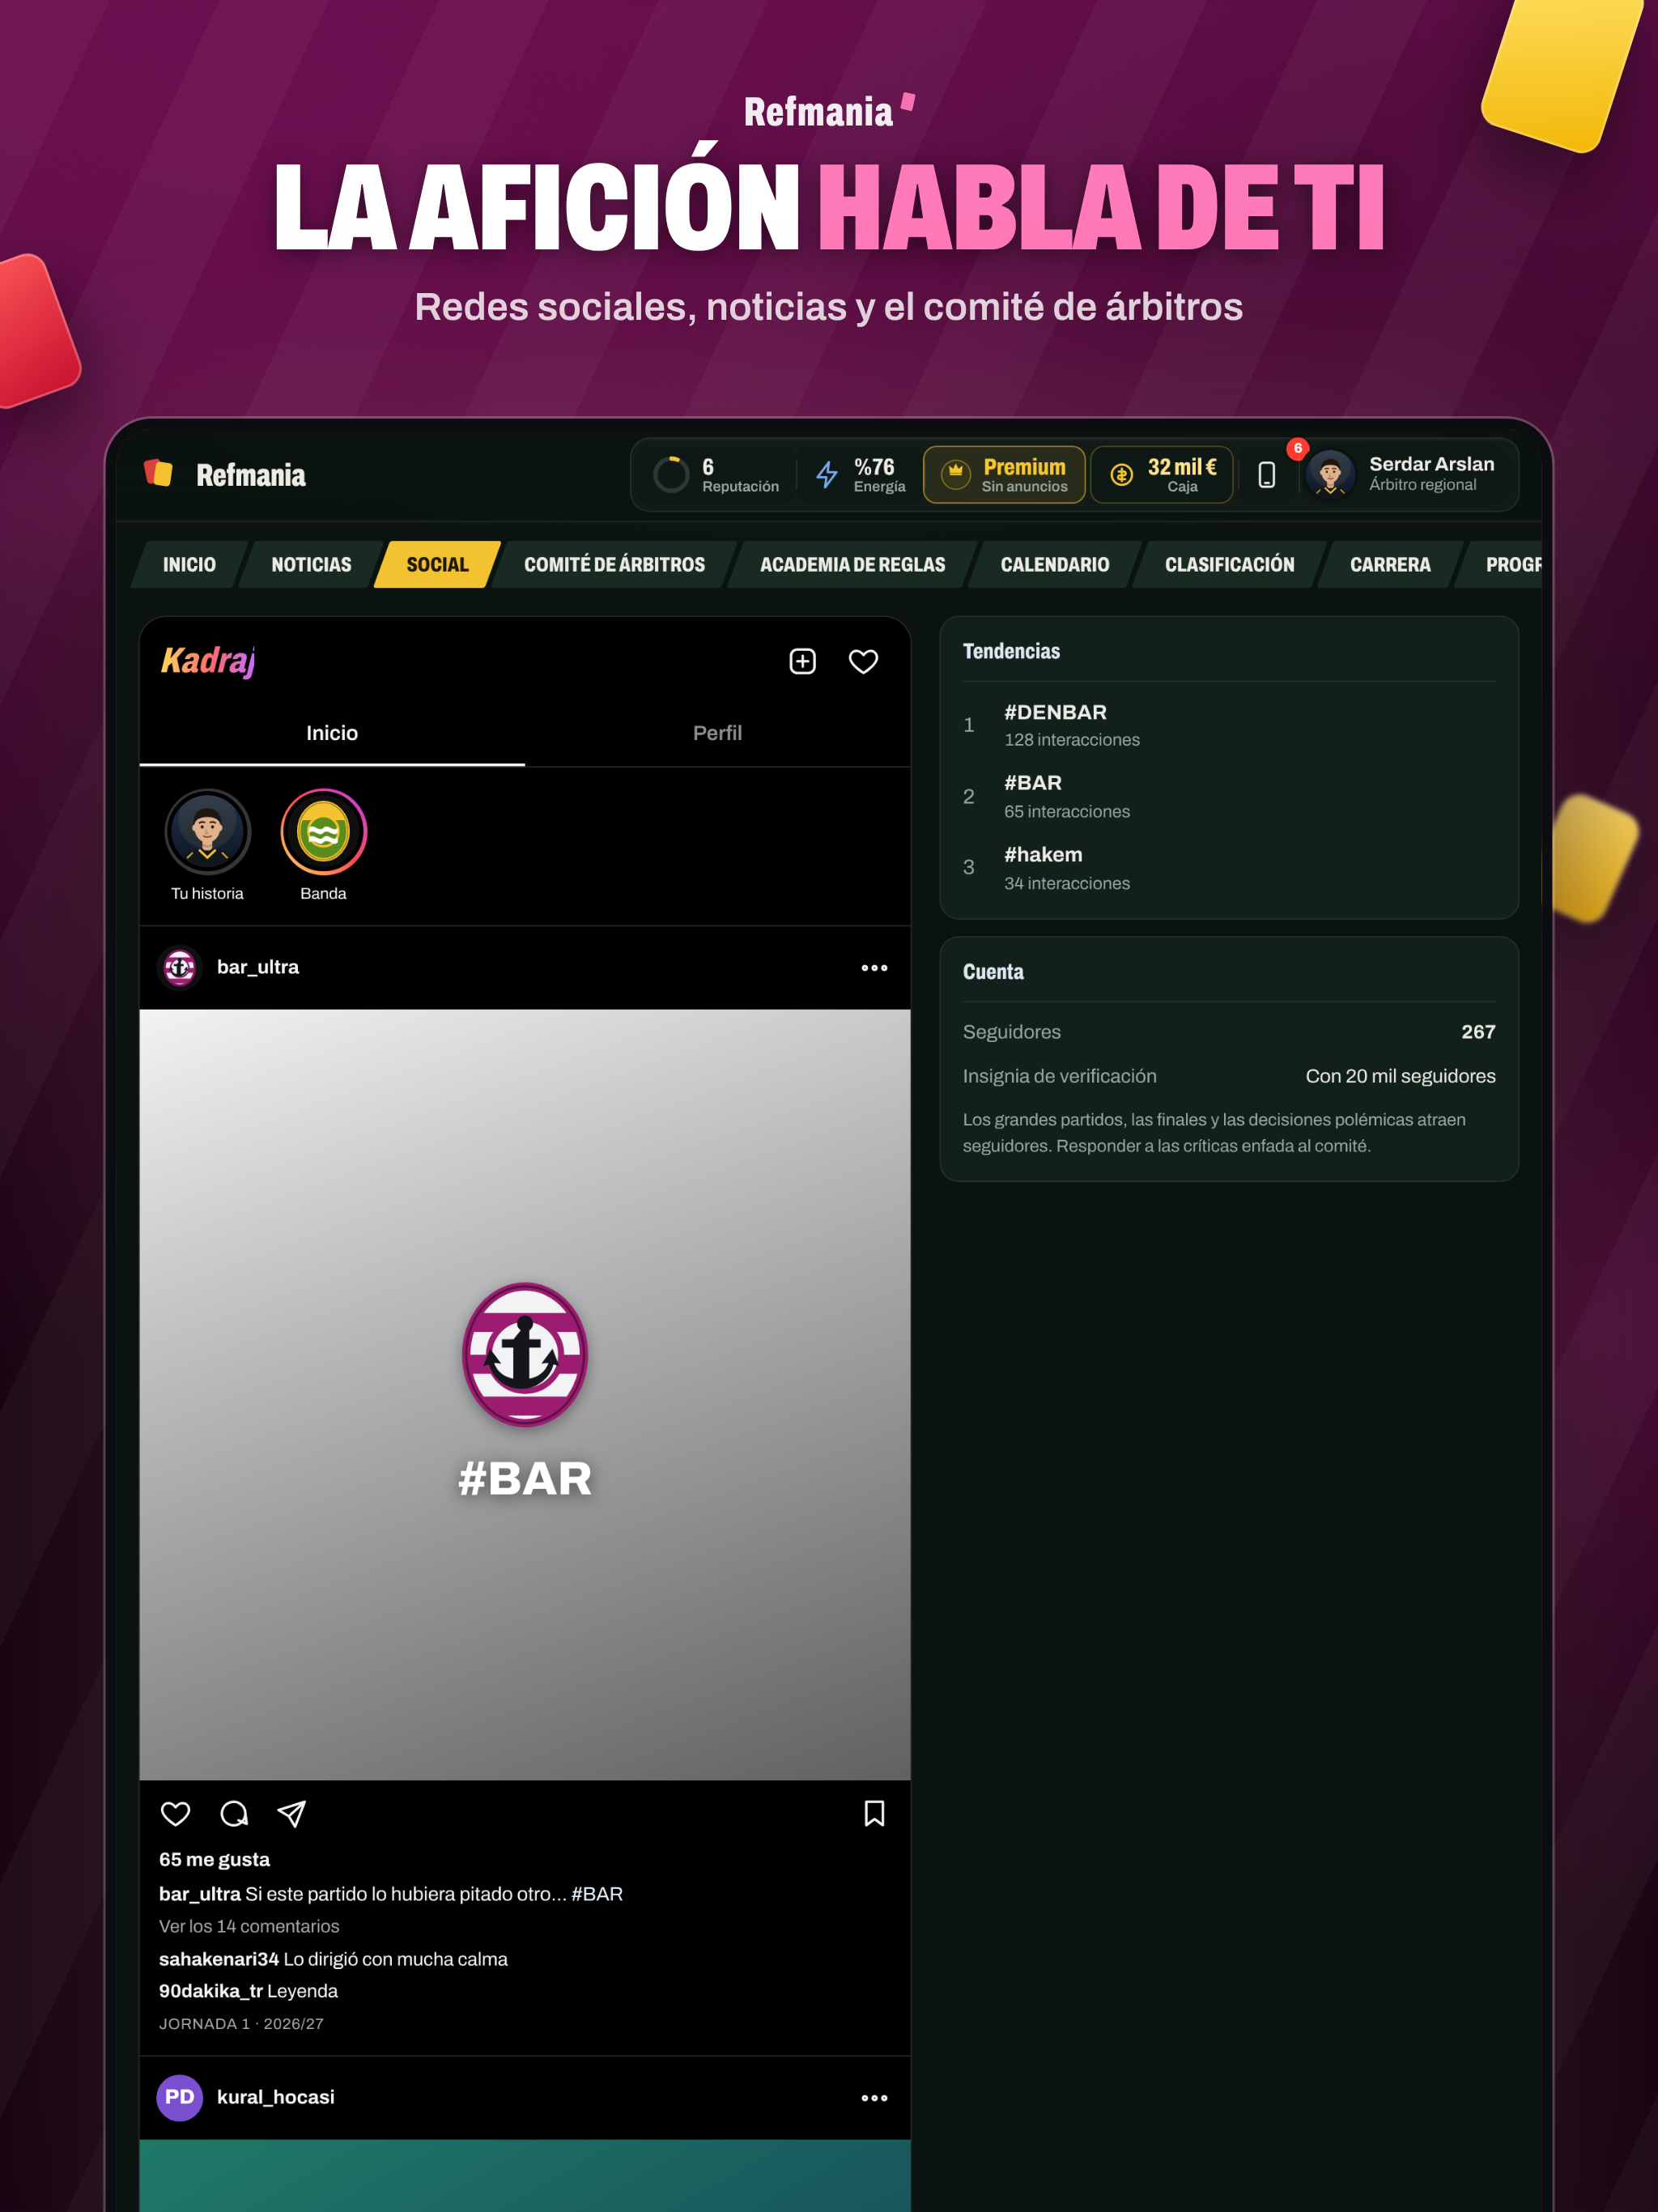 Refmania
LA AFICIÓN HABLA DE TI
Redes sociales, noticias y el comité de árbitros
Refmania
6
Reputación
%76
Energía
Premium
Sin anuncios
32 mil €
Caja
6
Serdar Arslan
Árbitro regional
INICIO
NOTICIAS
SOCIAL
COMITÉ DE ÁRBITROS
ACADEMIA DE REGLAS
CALENDARIO
CLASIFICACIÓN
CARRERA
PROGR
Kadraj
Inicio
Perfil
Tu historia
Banda
bar_ultra
#BAR
65 me gusta
bar_ultra Si este partido lo hubiera pitado otro... #BAR
Ver los 14 comentarios
sahakenari34 Lo dirigió con mucha calma
90dakika_tr Leyenda
JORNADA 1 · 2026/27
PD
kural_hocasi
Tendencias
1
#DENBAR
128 interacciones
2
#BAR
65 interacciones
3
#hakem
34 interacciones
Cuenta
Seguidores
267
Insignia de verificación
Con 20 mil seguidores
Los grandes partidos, las finales y las decisiones polémicas atraen
seguidores. Responder a las críticas enfada al comité.